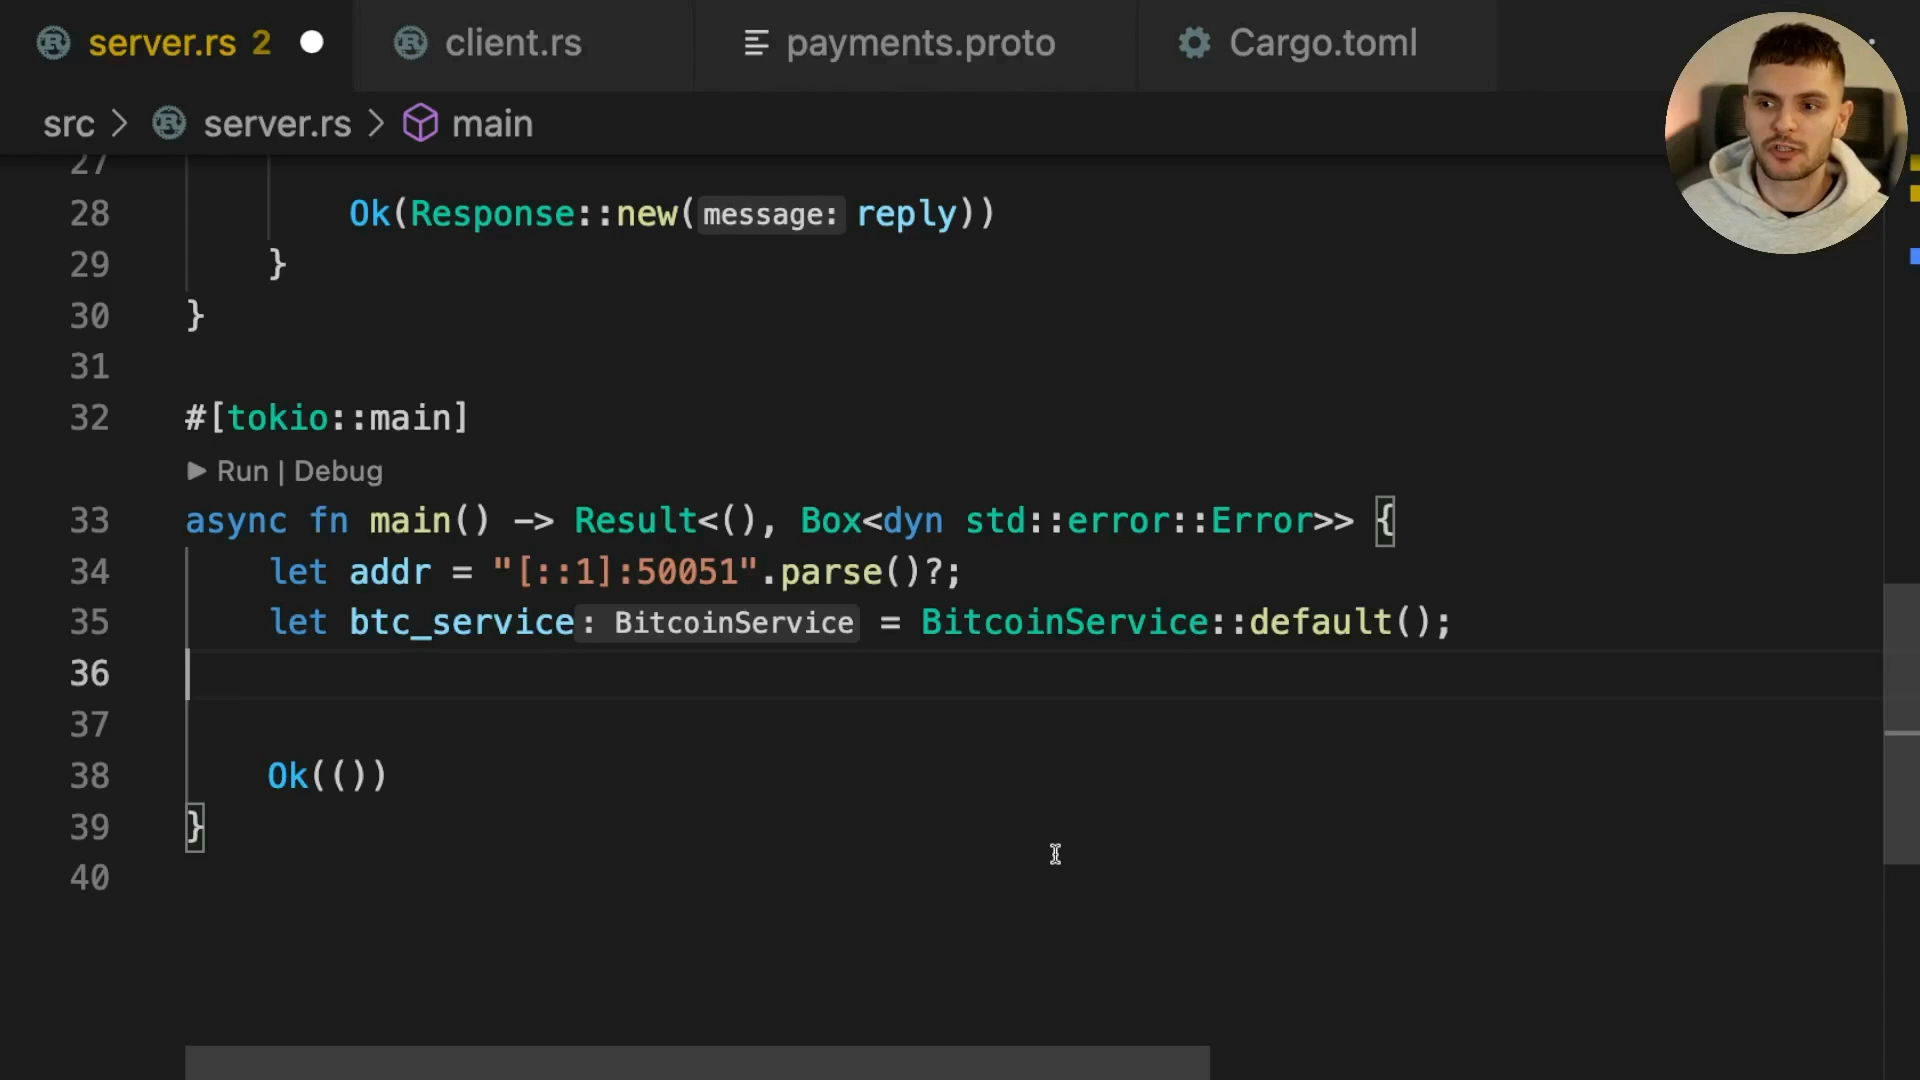 server.rs 2
client.rs
payments.proto
Cargo.toml
src > server.rs > main
27
28 Ok(Response::new(message: reply))
29 }
30 }
31
32 #[tokio::main]
▶ Run | Debug
33 async fn main() -> Result<(), Box<dyn std::error::Error>> {
34 let addr = "[::1]:50051".parse()?;
35 let btc_service: BitcoinService = BitcoinService::default();
36
37
38 Ok(())
39 }
40